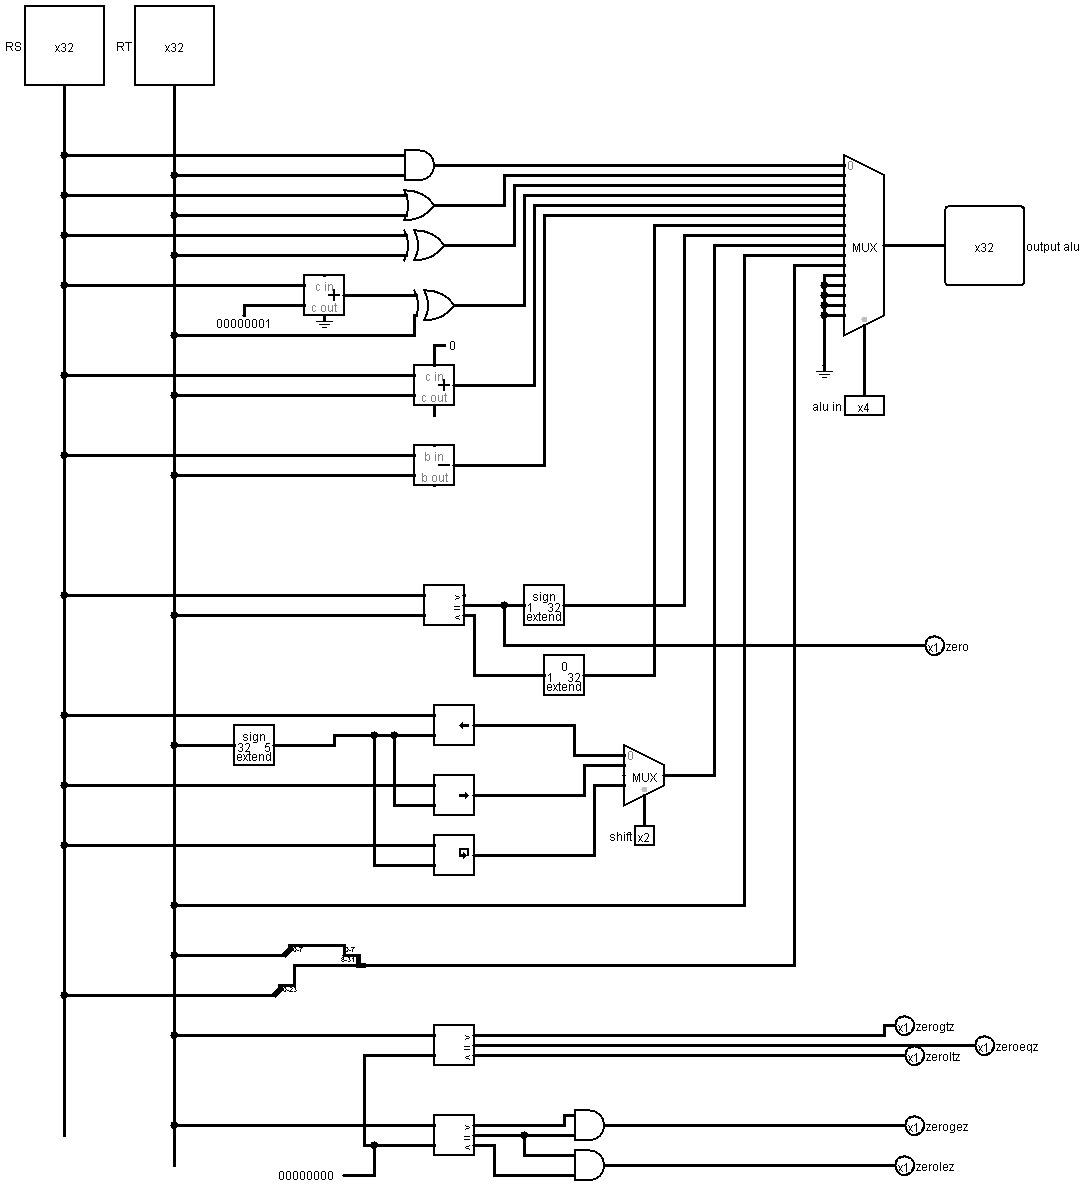 RS
x32
RT
x32
0
MUX
x32
output alu
c in
+
c out
00000001
0
c in
+
c out
alu in
x4
b in
b out
>
=
<
sign
1 32
extend
x1
zero
0
1 32
extend
sign
32 5
extend
0
MUX
shift
x2
0-7
0-7
8-31
0-23
>
=
<
x1
zerogtz
x1
zeroeqz
x1
zeroltz
>
=
<
x1
zerogez
x1
zerolez
00000000